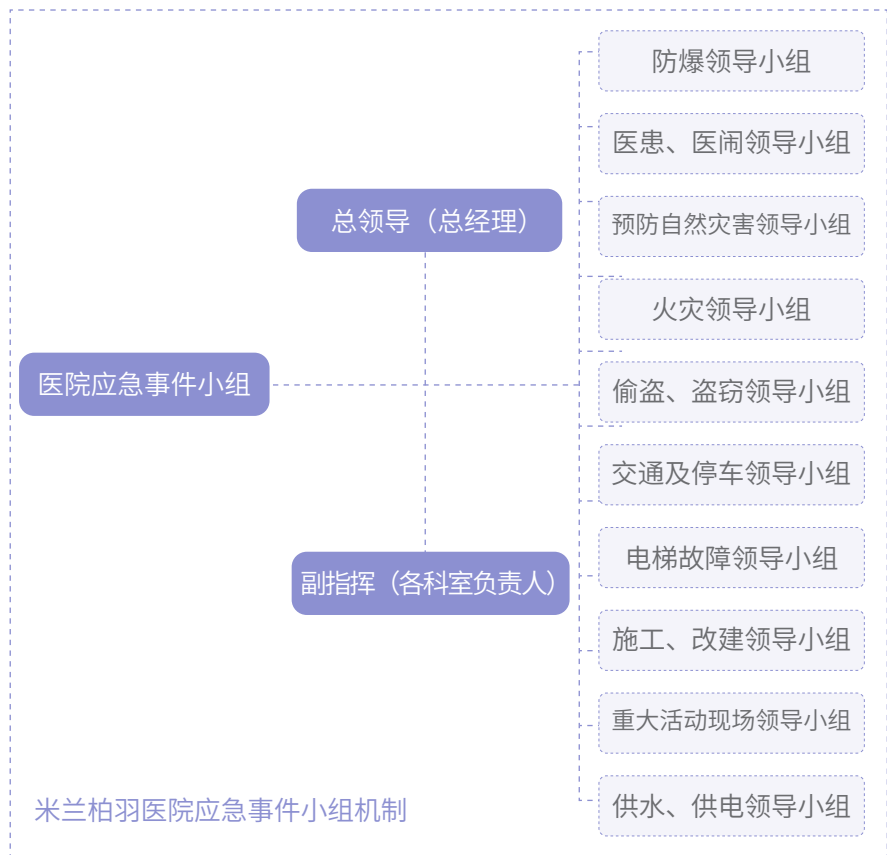 防爆领导小组
医患、医闹领导小组
总领导（总经理）
预防自然灾害领导小组
火灾领导小组
医院应急事件小组
偷盗、盗窃领导小组
交通及停车领导小组
电梯故障领导小组
副指挥（各科室负责人）
施工、改建领导小组
重大活动现场领导小组
供水、供电领导小组
米兰柏羽医院应急事件小组机制